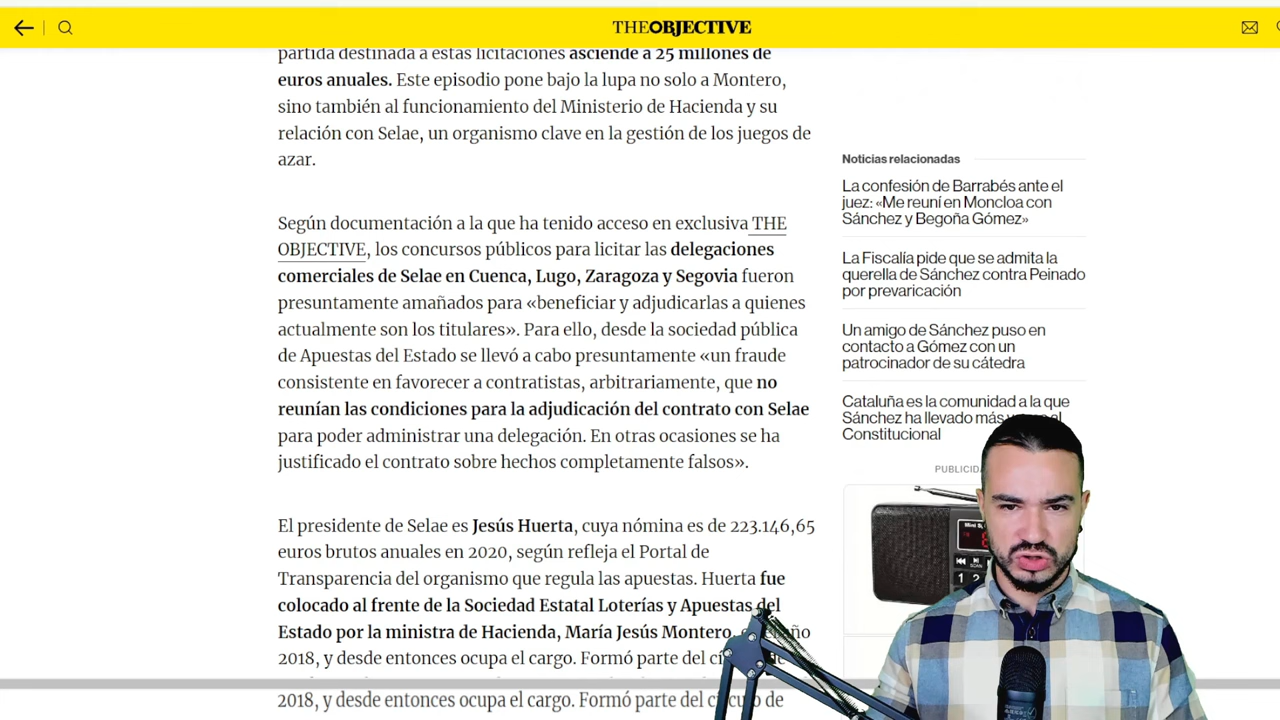 THE OBJECTIVE
partida destinada a estas licitaciones asciende a 25 millones de
euros anuales. Este episodio pone bajo la lupa no solo a Montero,
sino también al funcionamiento del Ministerio de Hacienda y su
relación con Selae, un organismo clave en la gestión de los juegos de
azar.
Según documentación a la que ha tenido acceso en exclusiva THE
OBJECTIVE, los concursos públicos para licitar las delegaciones
comerciales de Selae en Cuenca, Lugo, Zaragoza y Segovia fueron
presuntamente amañados para «beneficiar y adjudicarlas a quienes
actualmente son los titulares». Para ello, desde la sociedad pública
de Apuestas del Estado se llevó a cabo presuntamente «un fraude
consistente en favorecer a contratistas, arbitrariamente, que no
reunían las condiciones para la adjudicación del contrato con Selae
para poder administrar una delegación. En otras ocasiones se ha
justificado el contrato sobre hechos completamente falsos».
El presidente de Selae es Jesús Huerta, cuya nómina es de 223.146,65
euros brutos anuales en 2020, según refleja el Portal de
Transparencia del organismo que regula las apuestas. Huerta fue
colocado al frente de la Sociedad Estatal Loterías y Apuestas del
Estado por la ministra de Hacienda, María Jesús Montero,
2018, y desde entonces ocupa el cargo. Formó parte del
2018, y desde entonces ocupa el cargo. Formó parte del de
Noticias relacionadas
La confesión de Barrabés ante el
juez: «Me reuní en Moncloa con
Sánchez y Begoña Gómez»
La Fiscalía pide que se admita la
querella de Sánchez contra Peinado
por prevaricación
Un amigo de Sánchez puso en
contacto a Gómez con un
patrocinador de su cátedra
Cataluña es la comunidad a la que
Sánchez ha llevado más al
Constitucional
SCAN
1 2